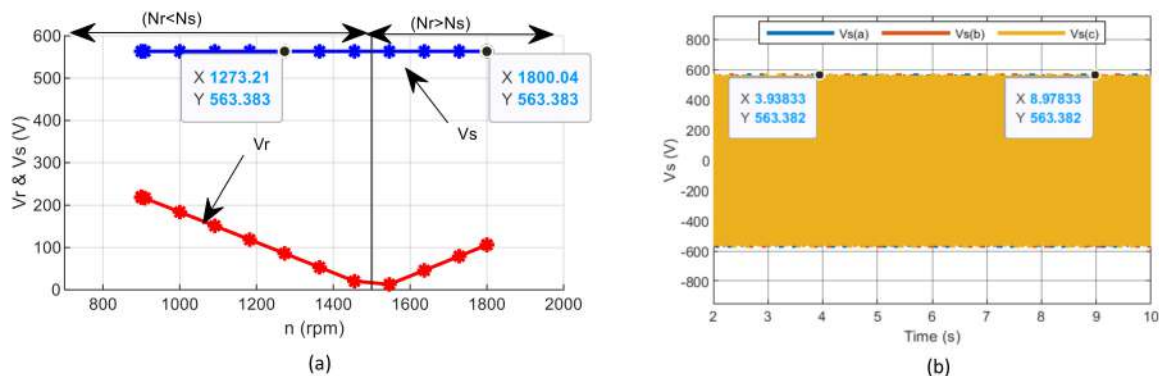 (Nr<Ns)
(Nr>Ns)
600
500
400
300
200
100
0
X 1273.21
Y 563.383
X 1800.04
Y 563.383
Vs
Vr
Vr & Vs (V)
800 1000 1200 1400 1600 1800 2000
n (rpm)
(a)
Vs(a) Vs(b) Vs(c)
800
600
400
200
0
-200
-400
-600
-800
X 3.93833
Y 563.382
X 8.97833
Y 563.382
Vs (V)
2 3 4 5 6 7 8 9 10
Time (s)
(b)